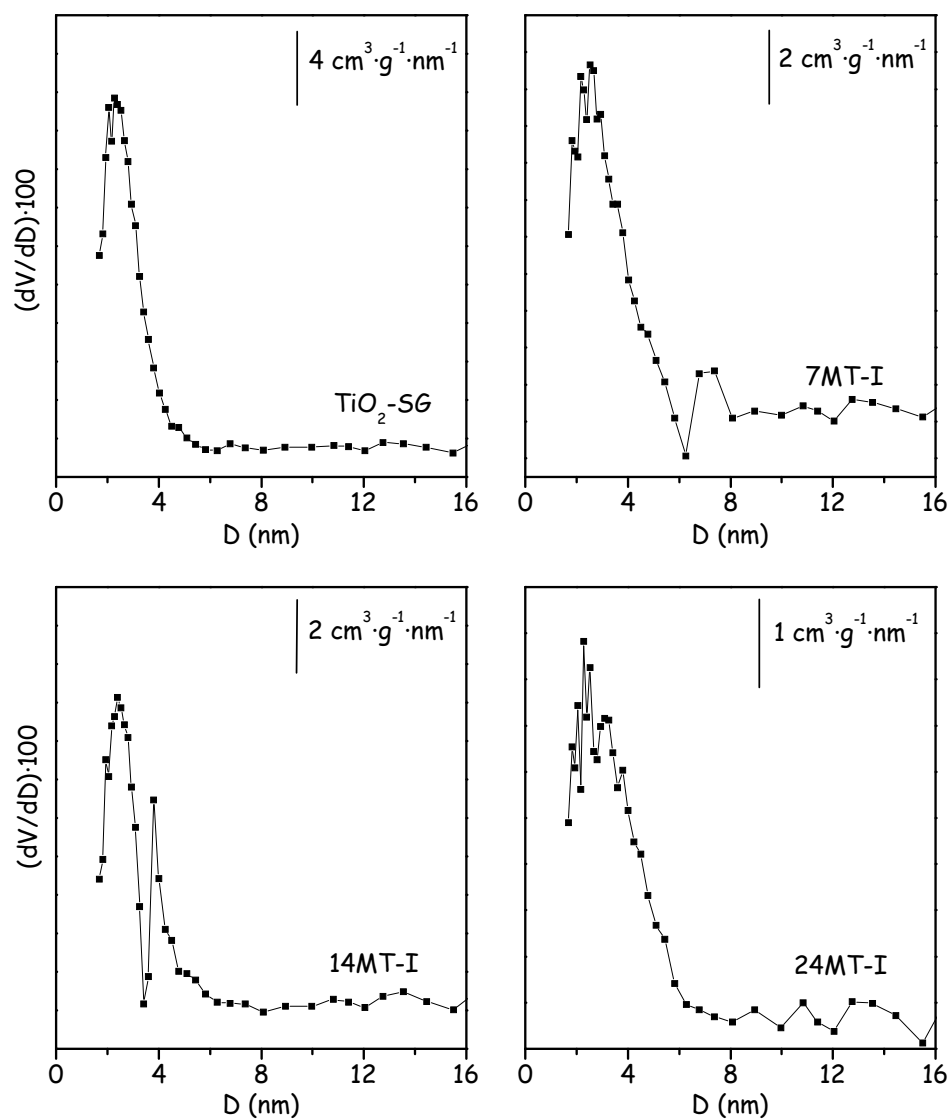 4 cm³·g⁻¹·nm⁻¹
(dV/dD)·100
TiO₂-SG
0 4 8 12 16
D (nm)
2 cm³·g⁻¹·nm⁻¹
7MT-I
0 4 8 12 16
D (nm)
2 cm³·g⁻¹·nm⁻¹
(dV/dD)·100
14MT-I
0 4 8 12 16
D (nm)
1 cm³·g⁻¹·nm⁻¹
24MT-I
0 4 8 12 16
D (nm)